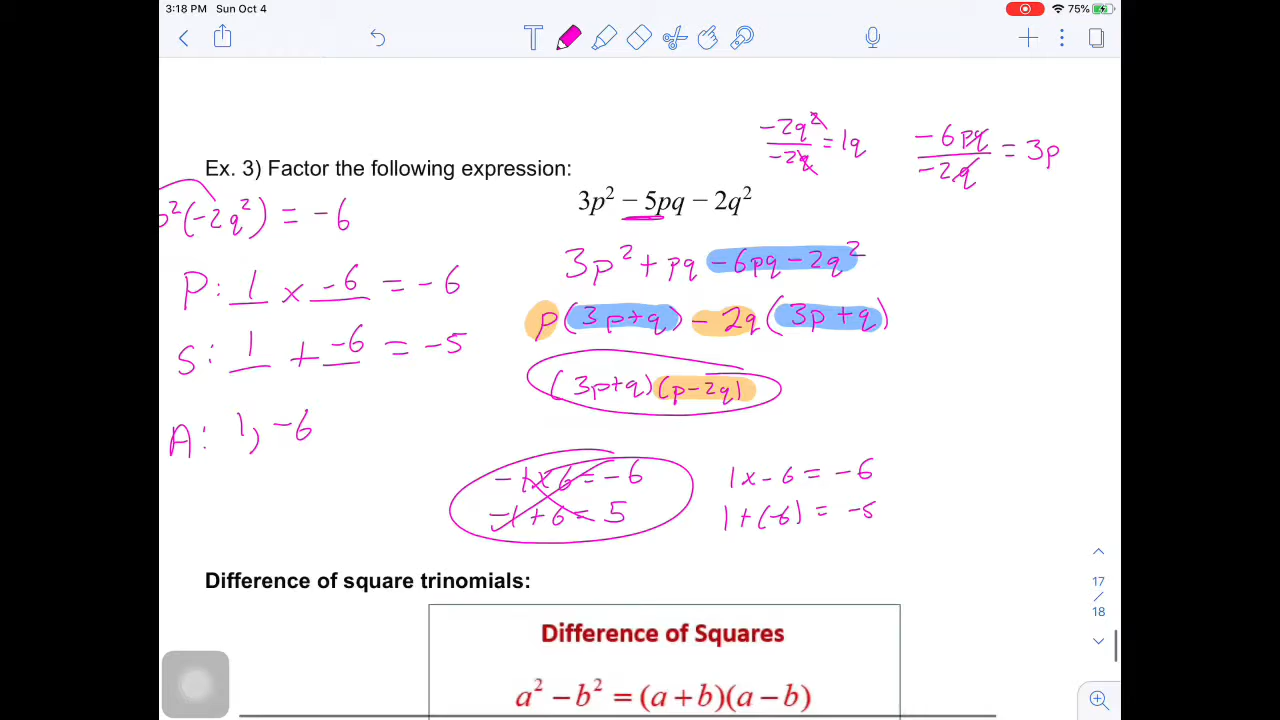 3:18 PM Sun Oct 4
75%
T
-2q²/-2q = 1q
-6pq/-2q = 3p
Ex. 3) Factor the following expression:
3p² − 5pq − 2q²
p²(-2q²) = -6
3p² + pq - 6pq - 2q²
P: 1 × -6 = -6
p(3p+q) - 2q(3p+q)
S: 1 + -6 = -5
(3p+q)(p-2q)
A: 1, -6
-1×6 = -6
1×-6 = -6
-1+6 = 5
1+(-6) = -5
Difference of square trinomials:
17
/
18
Difference of Squares
a² − b² = (a + b)(a − b)